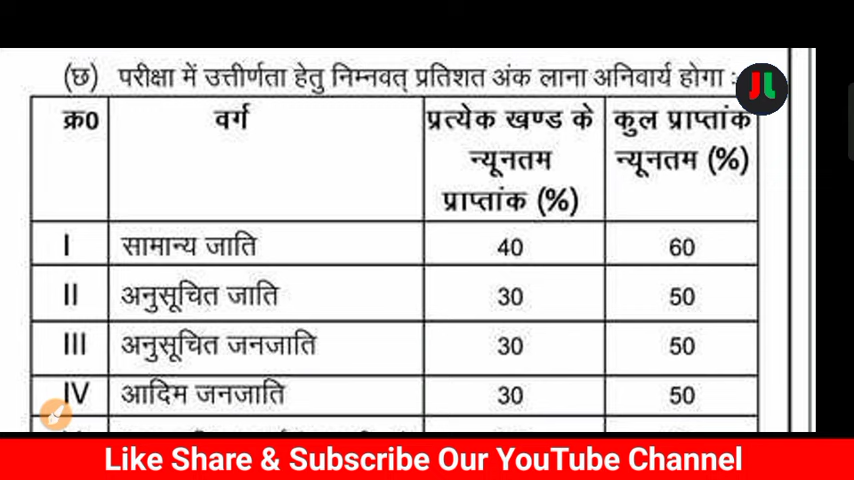 (छ) परीक्षा में उत्तीर्णता हेतु निम्नवत् प्रतिशत अंक लाना अनिवार्य होगा :
क्र0 वर्ग प्रत्येक खण्ड के न्यूनतम प्राप्तांक (%) कुल प्राप्तांक न्यूनतम (%)
I सामान्य जाति 40 60
II अनुसूचित जाति 30 50
III अनुसूचित जनजाति 30 50
IV आदिम जनजाति 30 50
JL
Like Share & Subscribe Our YouTube Channel